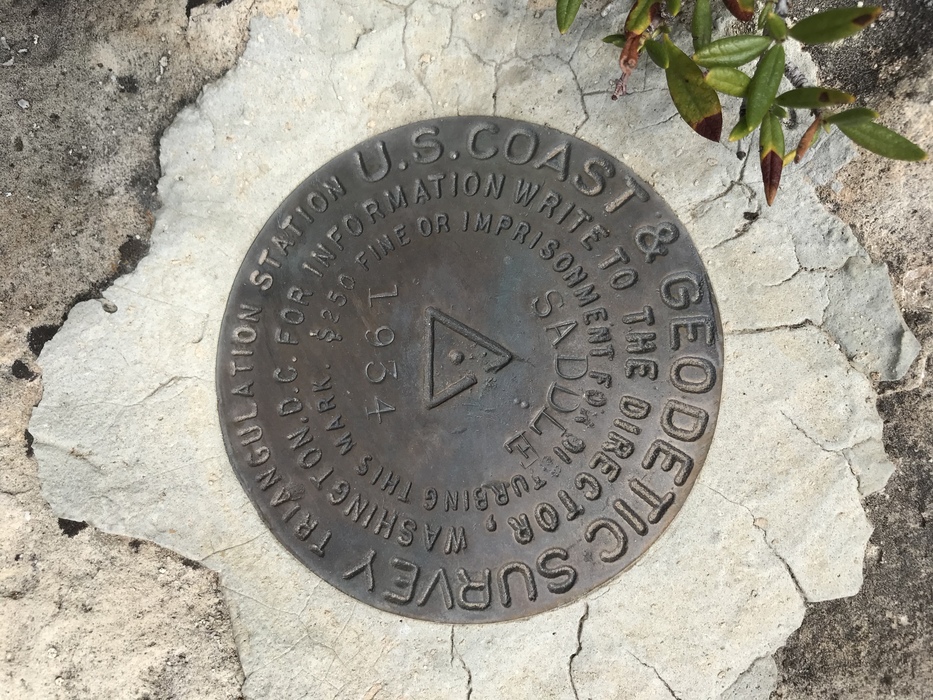 U.S. COAST & GEODETIC SURVEY
TRIANGULATION STATION
FOR INFORMATION WRITE TO THE DIRECTOR, WASHINGTON, D.C.
$250 FINE OR IMPRISONMENT FOR DISTURBING THIS MARK.
SADDLE
1934